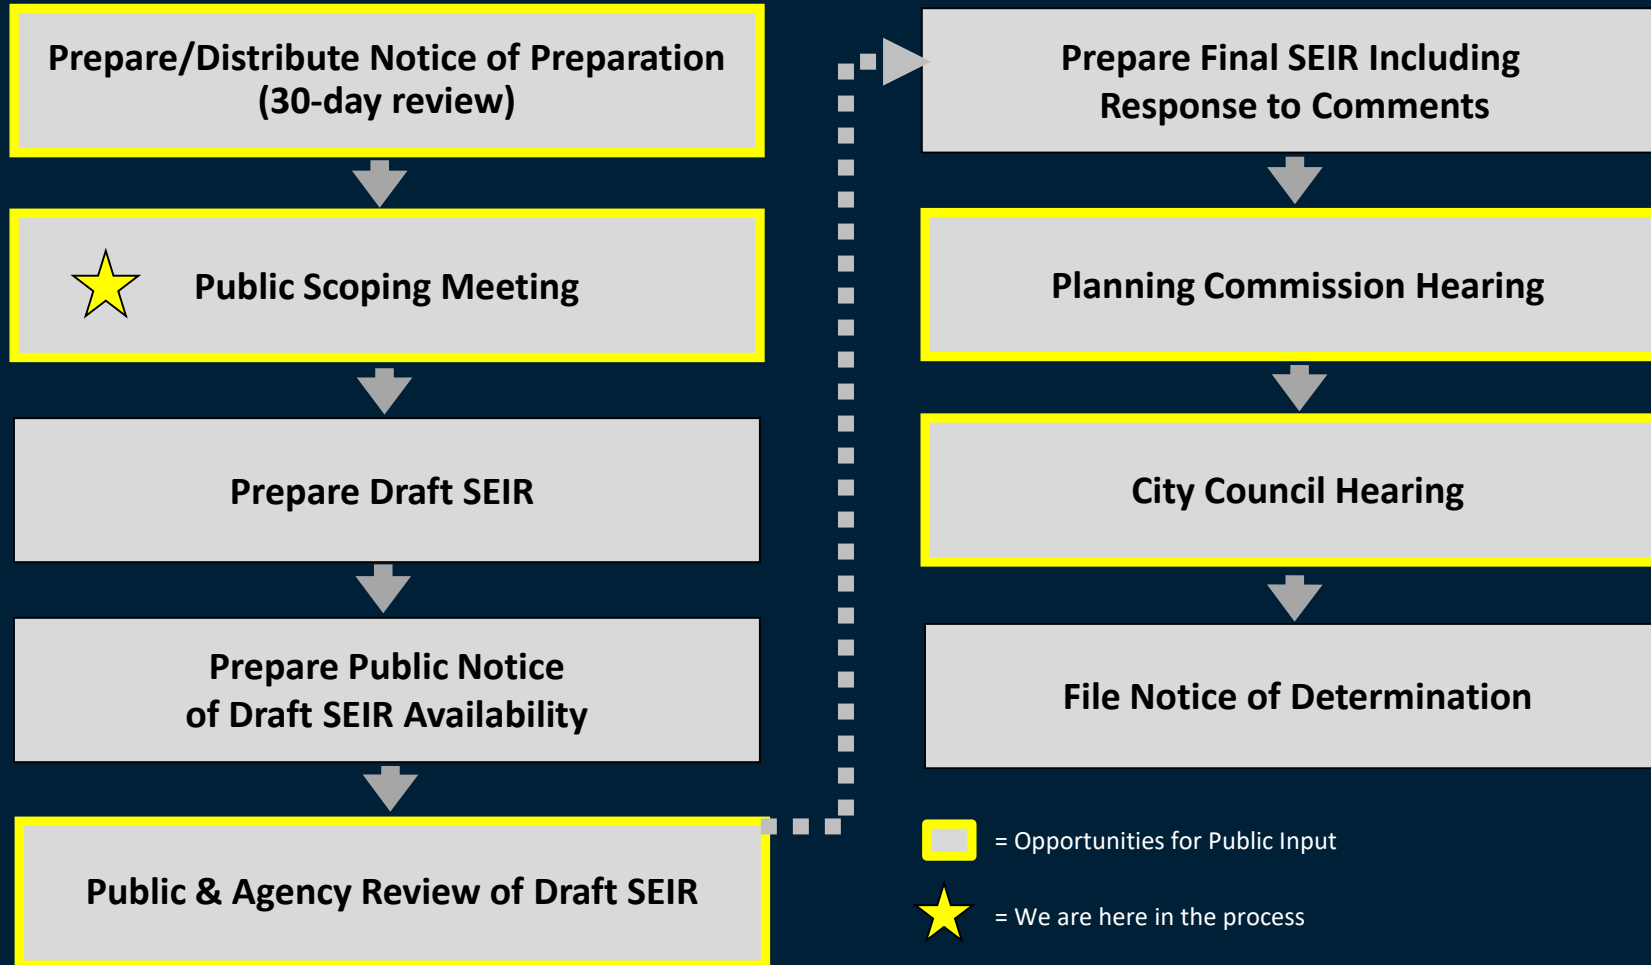 Prepare/Distribute Notice of Preparation
(30-day review)
Public Scoping Meeting
Prepare Draft SEIR
Prepare Public Notice
of Draft SEIR Availability
Public & Agency Review of Draft SEIR
Prepare Final SEIR Including
Response to Comments
Planning Commission Hearing
City Council Hearing
File Notice of Determination
= Opportunities for Public Input
= We are here in the process